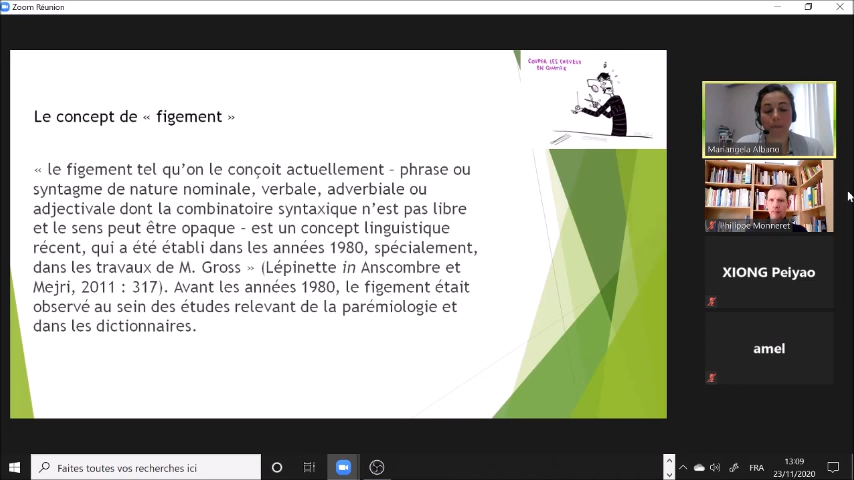 Zoom Réunion
COUPER LES CHEVEUX
EN QUATRE
Le concept de « figement »
« le figement tel qu'on le conçoit actuellement – phrase ou
syntagme de nature nominale, verbale, adverbiale ou
adjectivale dont la combinatoire syntaxique n'est pas libre
et le sens peut être opaque – est un concept linguistique
récent, qui a été établi dans les années 1980, spécialement,
dans les travaux de M. Gross » (Lépinette in Anscombre et
Mejri, 2011 : 317). Avant les années 1980, le figement était
observé au sein des études relevant de la parémiologie et
dans les dictionnaires.
Mariangela Albano
Philippe Monneret
XIONG Peiyao
amel
Faites toutes vos recherches ici
FRA
13:09
23/11/2020